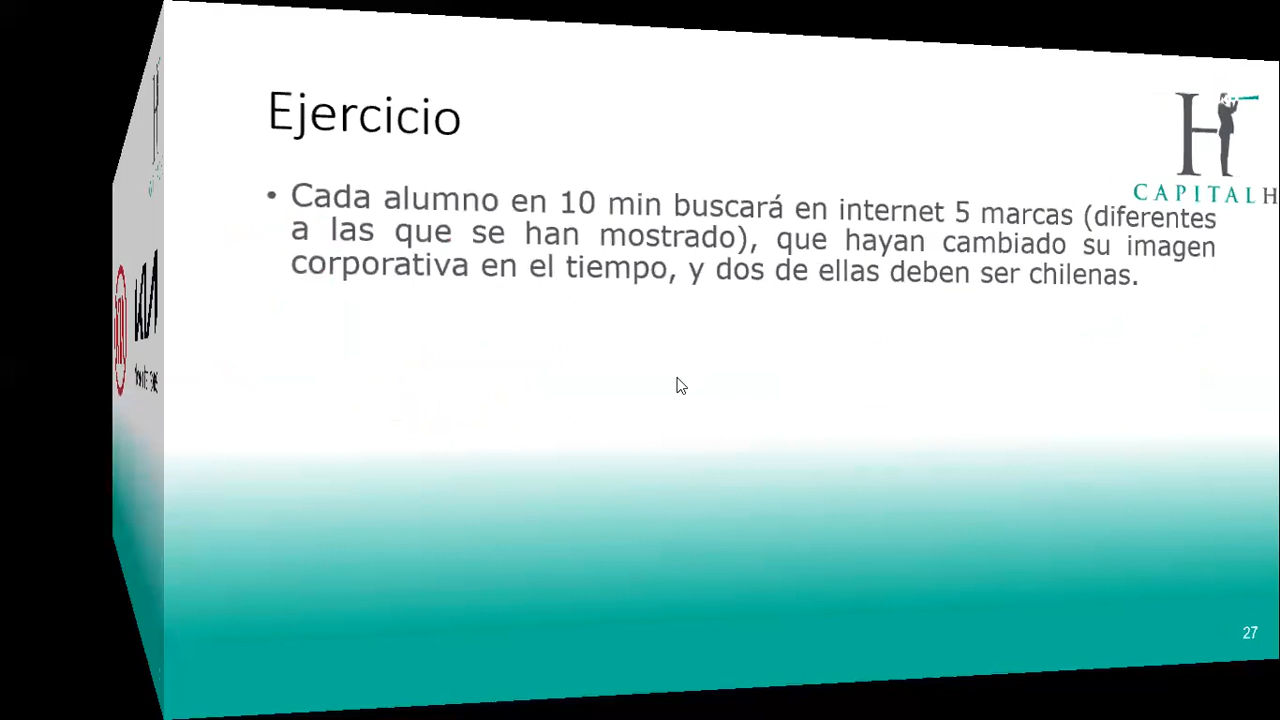 Ejercicio
• Cada alumno en 10 min buscará en internet 5 marcas (diferentes
a las que se han mostrado), que hayan cambiado su imagen
corporativa en el tiempo, y dos de ellas deben ser chilenas.
H
CAPITALH
27